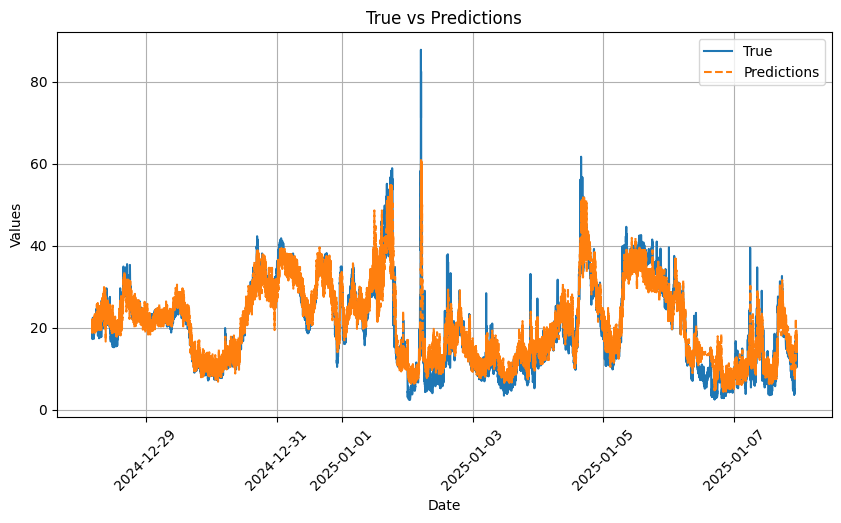 True vs Predictions
True
Predictions
Values
80
60
40
20
0
2024-12-29
2024-12-31
2025-01-01
2025-01-03
2025-01-05
2025-01-07
Date